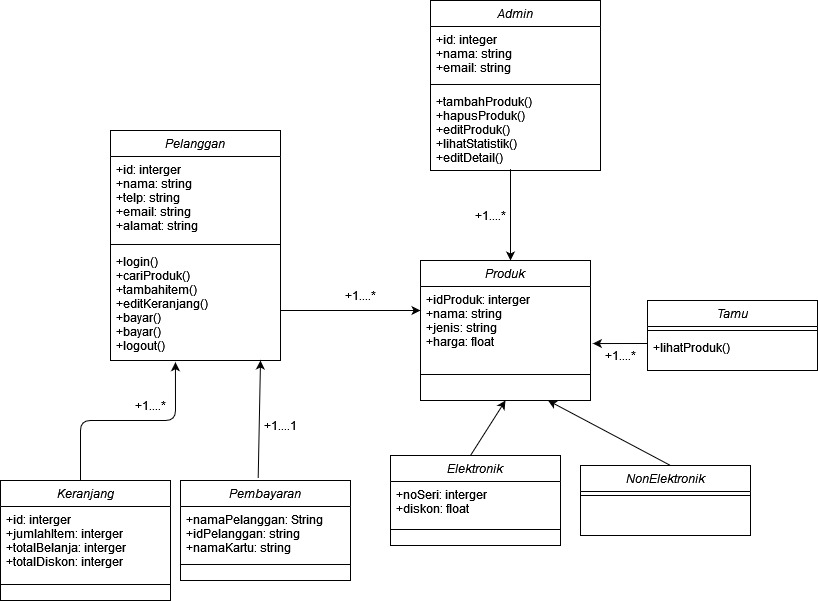 Admin
+id: integer
+nama: string
+email: string
+tambahProduk()
+hapusProduk()
+editProduk()
+lihatStatistik()
+editDetail()
Pelanggan
+id: interger
+nama: string
+telp: string
+email: string
+alamat: string
+login()
+cariProduk()
+tambahItem()
+editKeranjang()
+bayar()
+bayar()
+logout()
+1....*
+1....*
Produk
+idProduk: interger
+nama: string
+jenis: string
+harga: float
Tamu
+lihatProduk()
+1....*
+1....*
+1....1
Elektronik
+noSeri: interger
+diskon: float
NonElektronik
Keranjang
+id: interger
+jumlahItem: interger
+totalBelanja: interger
+totalDiskon: interger
Pembayaran
+namaPelanggan: String
+idPelanggan: string
+namaKartu: string